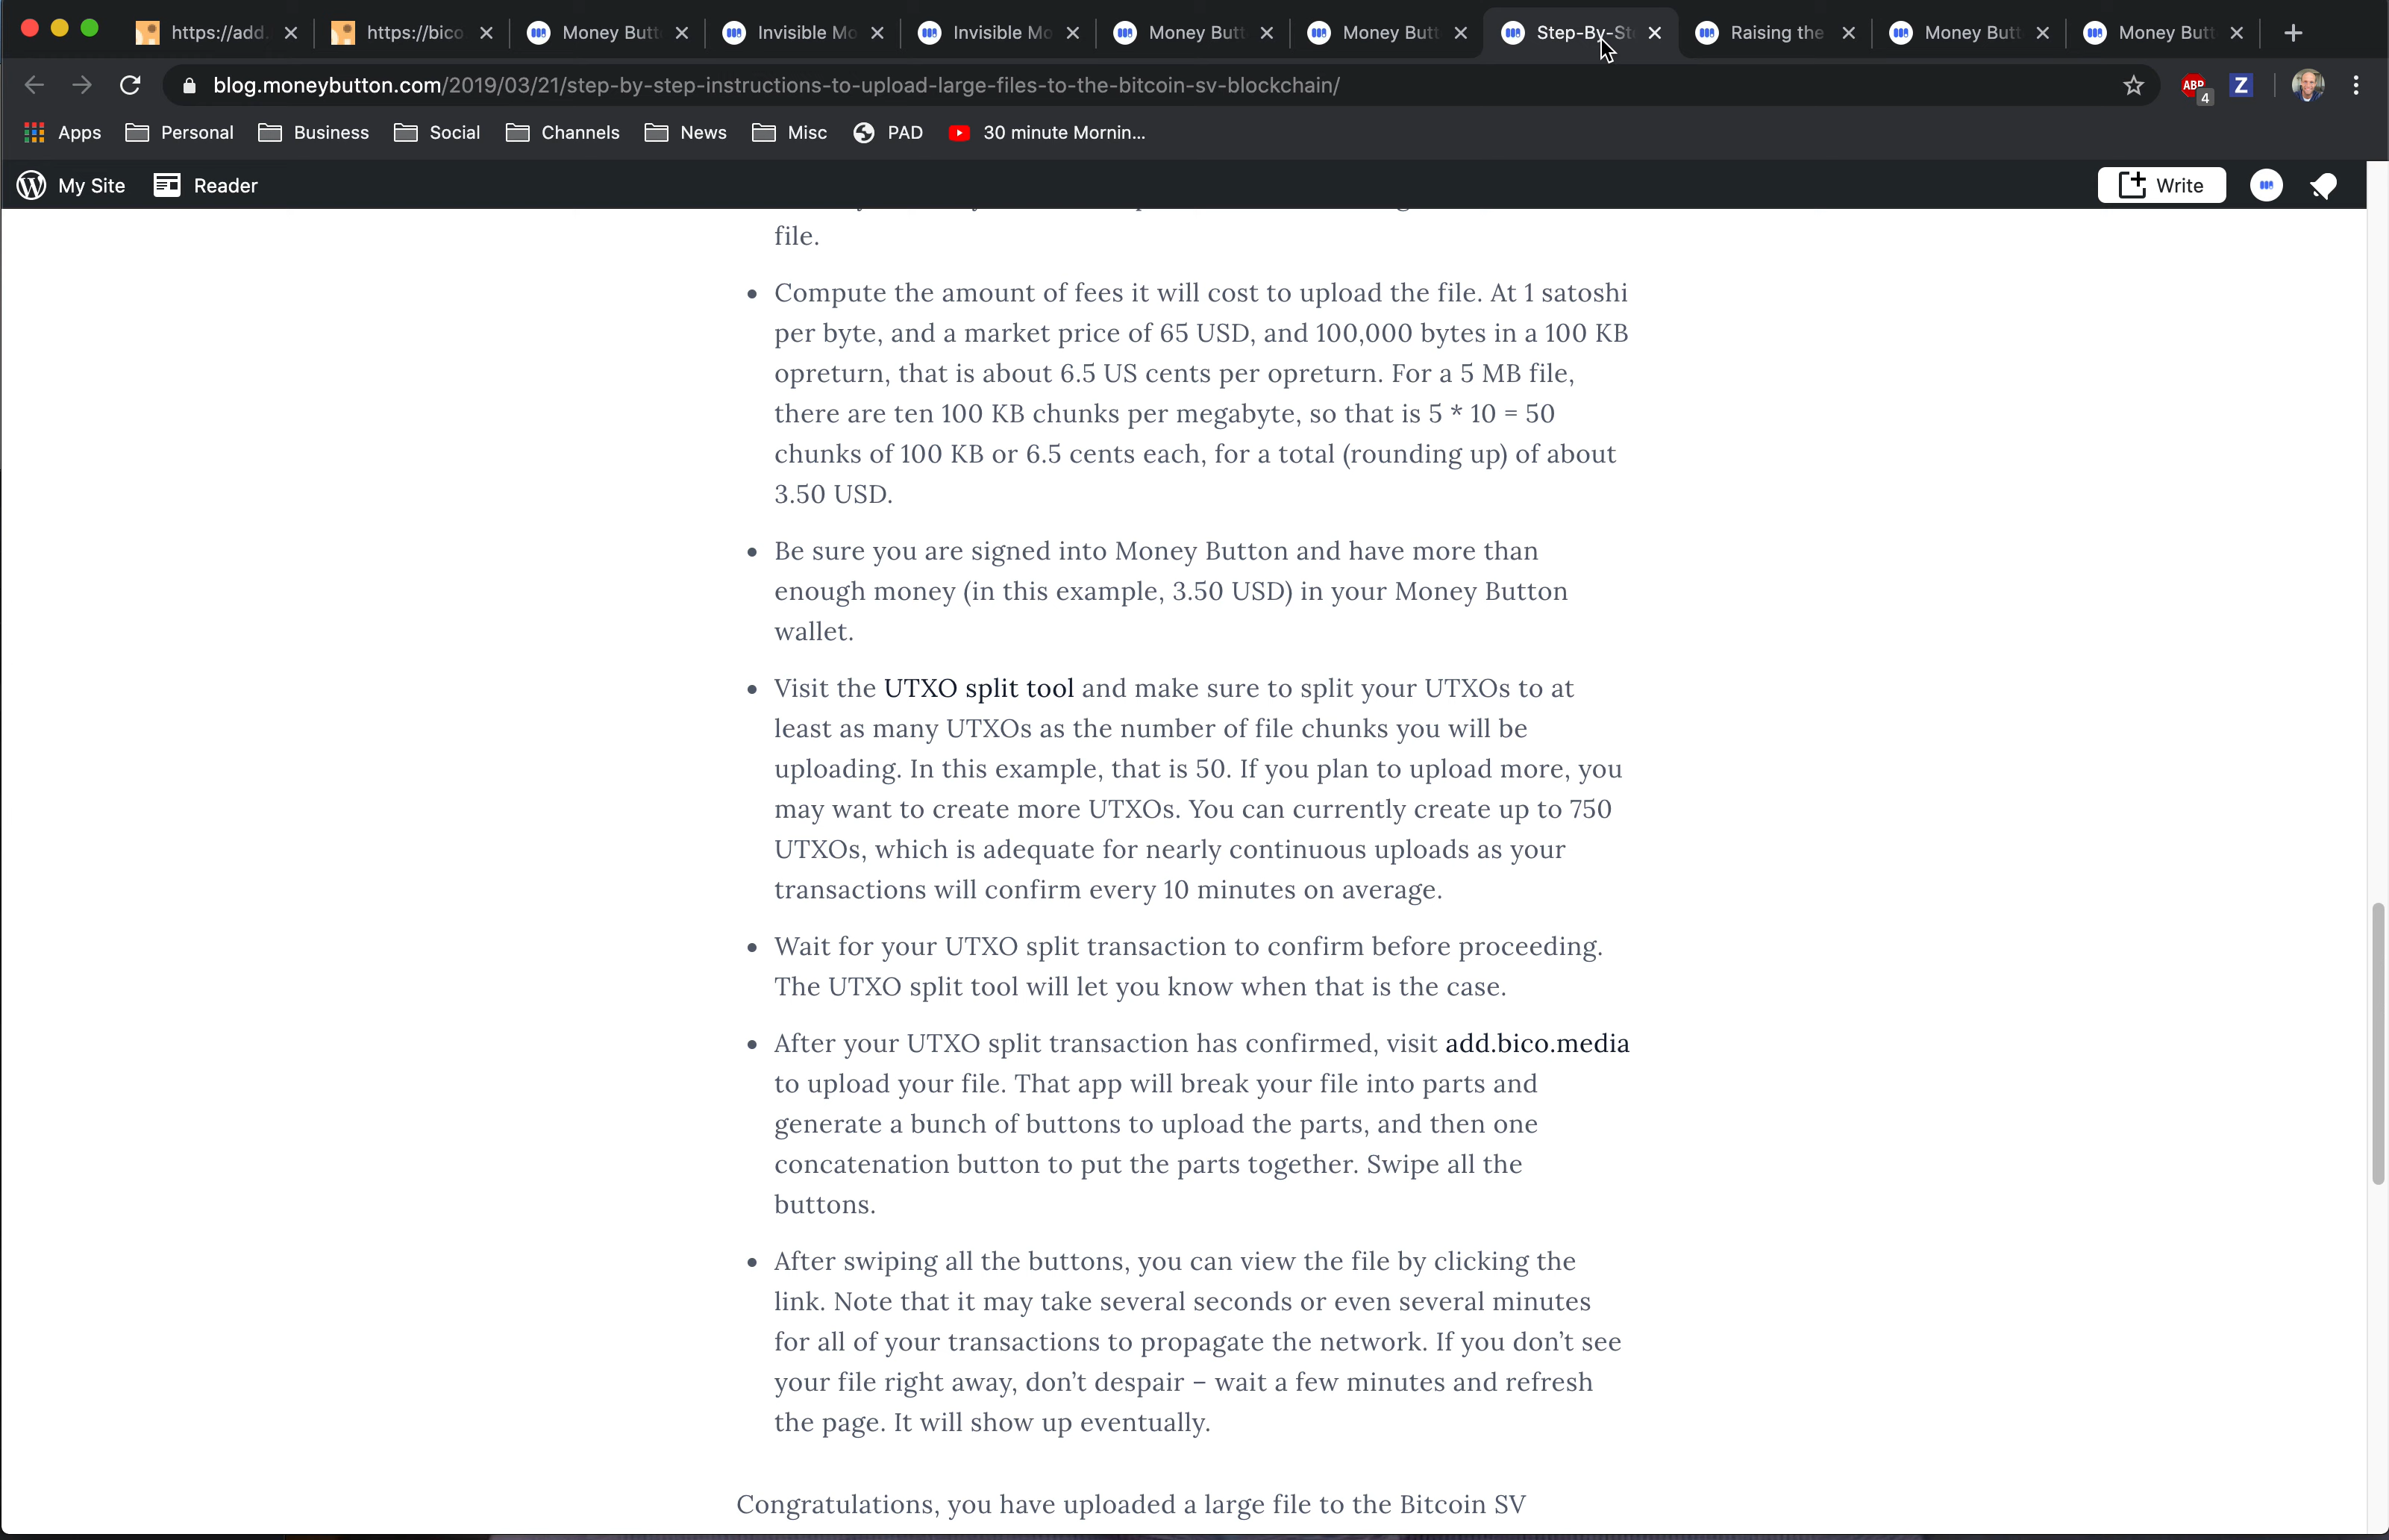 https://add.
https://bico
Money Butt
Invisible Mo
Invisible Mo
Money Butt
Money Butt
Step-By-St
Raising the
Money Butt
Money Butt
blog.moneybutton.com/2019/03/21/step-by-step-instructions-to-upload-large-files-to-the-bitcoin-sv-blockchain/
ABP
4
Z
Apps
Personal
Business
Social
Channels
News
Misc
PAD
30 minute Mornin...
My Site
Reader
Write
file.
Compute the amount of fees it will cost to upload the file. At 1 satoshi
per byte, and a market price of 65 USD, and 100,000 bytes in a 100 KB
opreturn, that is about 6.5 US cents per opreturn. For a 5 MB file,
there are ten 100 KB chunks per megabyte, so that is 5 * 10 = 50
chunks of 100 KB or 6.5 cents each, for a total (rounding up) of about
3.50 USD.
Be sure you are signed into Money Button and have more than
enough money (in this example, 3.50 USD) in your Money Button
wallet.
Visit the UTXO split tool and make sure to split your UTXOs to at
least as many UTXOs as the number of file chunks you will be
uploading. In this example, that is 50. If you plan to upload more, you
may want to create more UTXOs. You can currently create up to 750
UTXOs, which is adequate for nearly continuous uploads as your
transactions will confirm every 10 minutes on average.
Wait for your UTXO split transaction to confirm before proceeding.
The UTXO split tool will let you know when that is the case.
After your UTXO split transaction has confirmed, visit add.bico.media
to upload your file. That app will break your file into parts and
generate a bunch of buttons to upload the parts, and then one
concatenation button to put the parts together. Swipe all the
buttons.
After swiping all the buttons, you can view the file by clicking the
link. Note that it may take several seconds or even several minutes
for all of your transactions to propagate the network. If you don’t see
your file right away, don’t despair – wait a few minutes and refresh
the page. It will show up eventually.
Congratulations, you have uploaded a large file to the Bitcoin SV